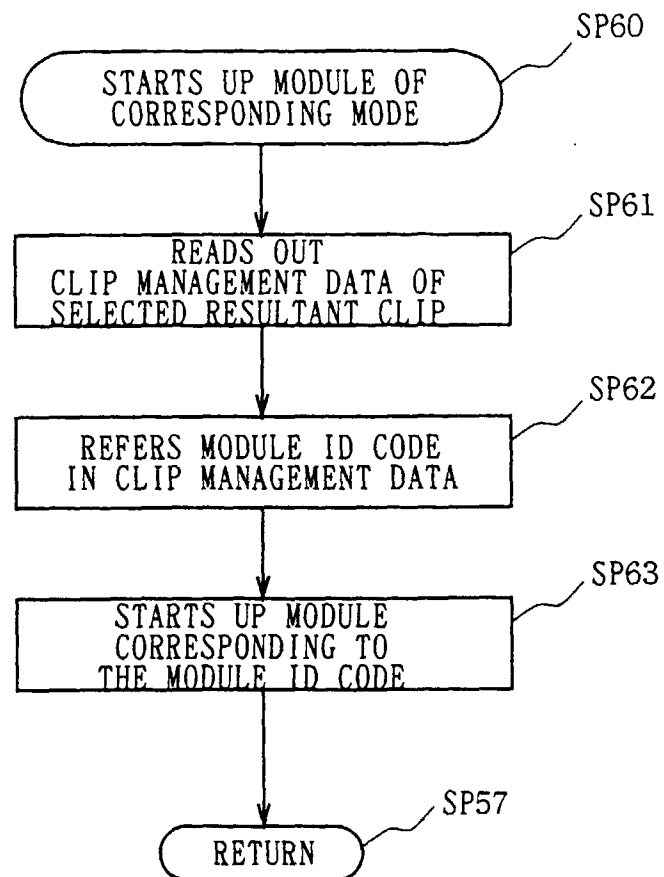 SP60
STARTS UP MODULE OF
CORRESPONDING MODE
SP61
READS OUT
CLIP MANAGEMENT DATA OF
SELECTED RESULTANT CLIP
SP62
REFERS MODULE ID CODE
IN CLIP MANAGEMENT DATA
SP63
STARTS UP MODULE
CORRESPONDING TO
THE MODULE ID CODE
SP57
RETURN